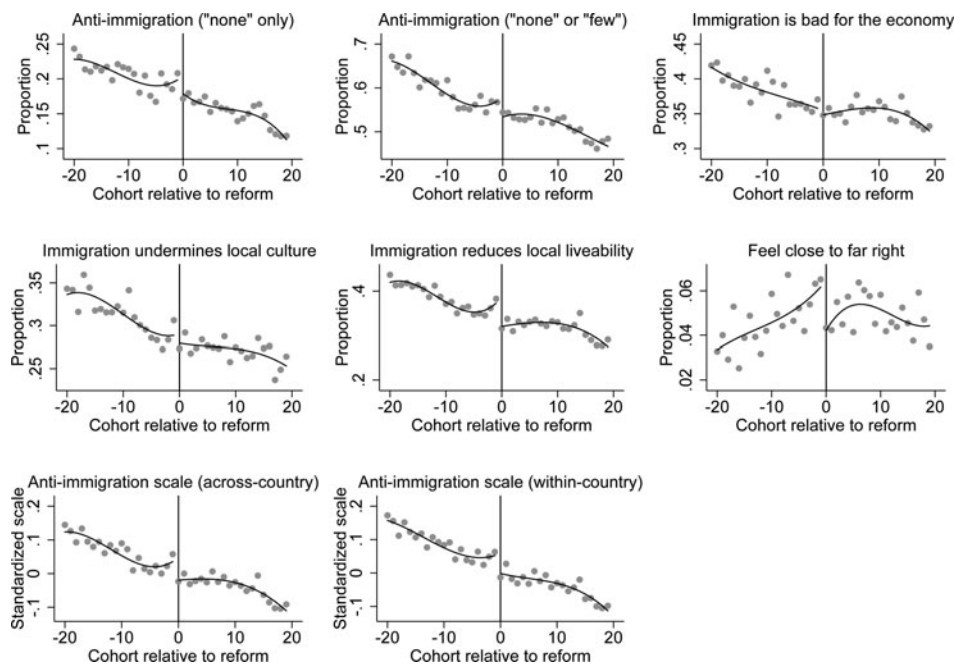 Anti-immigration ("none" only)
Proportion
.1 .15 .2 .25
-20 -10 0 10 20
Cohort relative to reform
Anti-immigration ("none" or "few")
Proportion
.4 .5 .6 .7
-20 -10 0 10 20
Cohort relative to reform
Immigration is bad for the economy
Proportion
.3 .35 .4 .45
-20 -10 0 10 20
Cohort relative to reform
Immigration undermines local culture
Proportion
.25 .3 .35
-20 -10 0 10 20
Cohort relative to reform
Immigration reduces local liveability
Proportion
.2 .3 .4
-20 -10 0 10 20
Cohort relative to reform
Feel close to far right
Proportion
.02 .04 .06
-20 -10 0 10 20
Cohort relative to reform
Anti-immigration scale (across-country)
Standardized scale
-.1 0 .1 .2
-20 -10 0 10 20
Cohort relative to reform
Anti-immigration scale (within-country)
Standardized scale
-.1 0 .1 .2
-20 -10 0 10 20
Cohort relative to reform